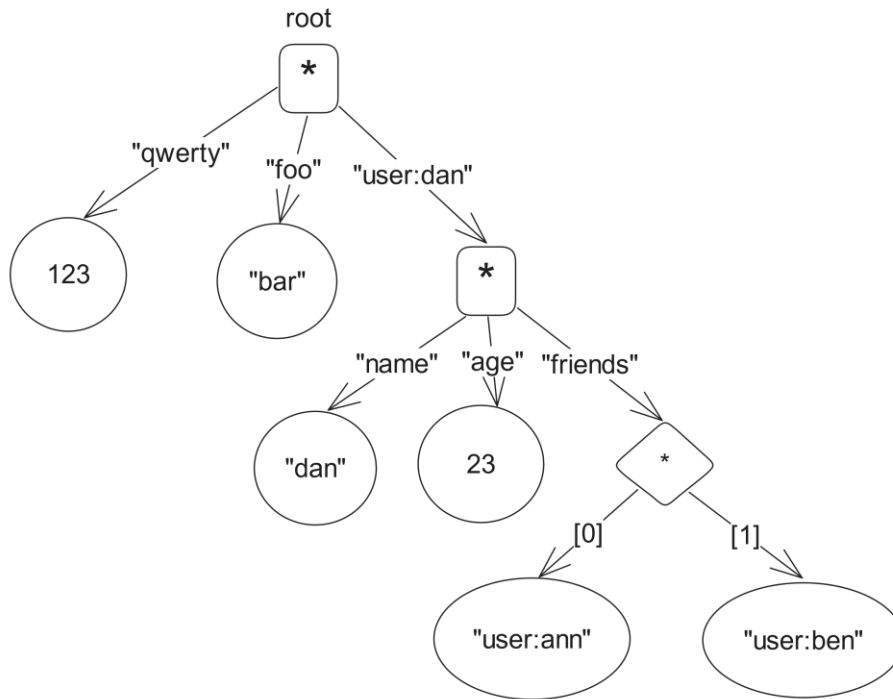 root
*
"qwerty"
"foo"
"user:dan"
123
"bar"
*
"name"
"age"
"friends"
"dan"
23
*
[0]
[1]
"user:ann"
"user:ben"